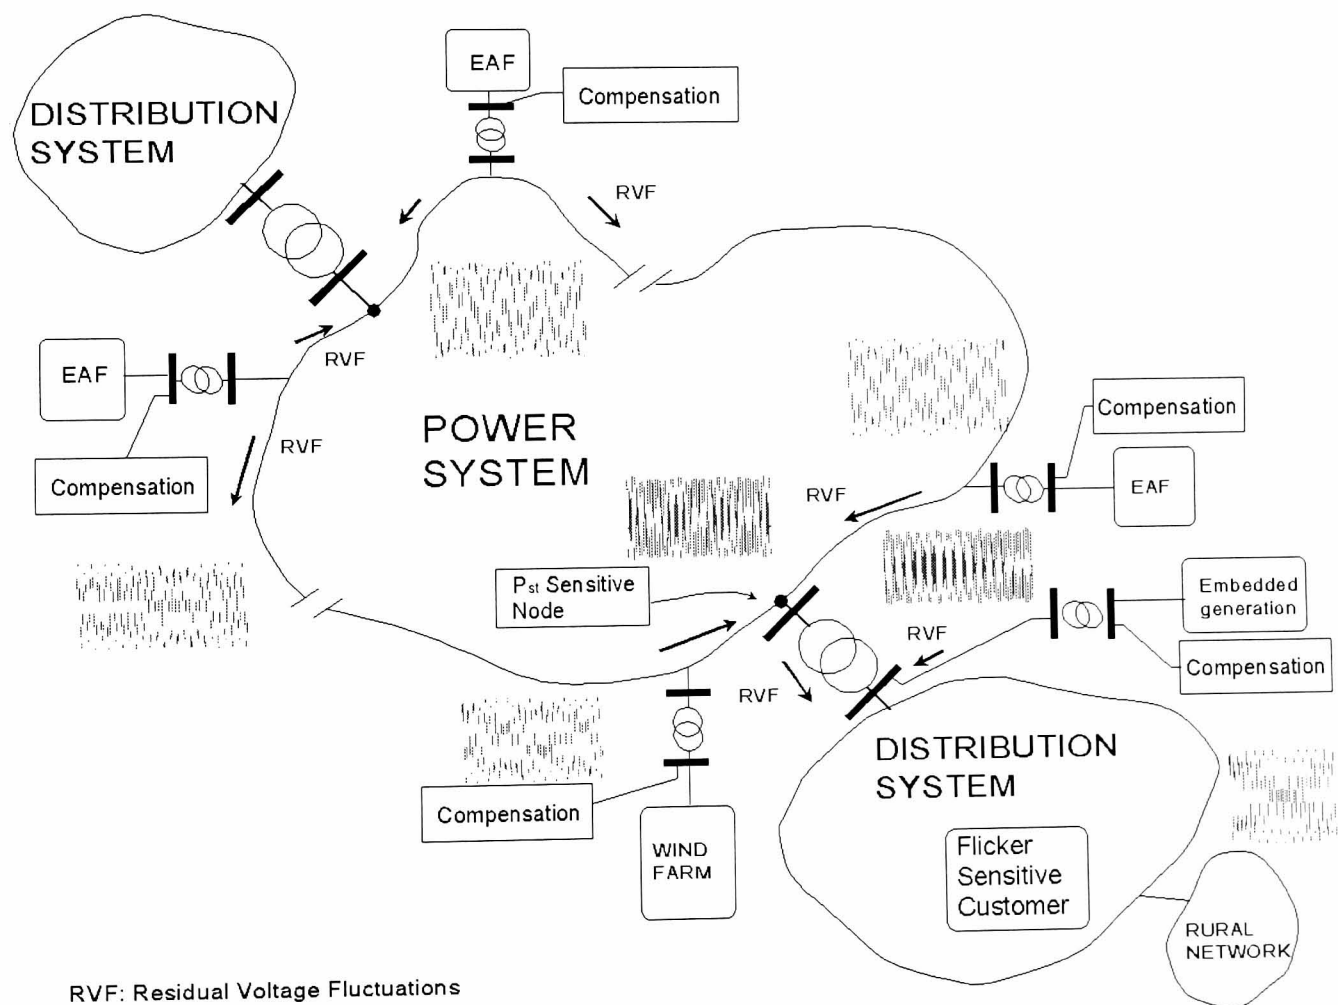 EAF
Compensation
DISTRIBUTION
SYSTEM
RVF
RVF
EAF
RVF
Compensation
POWER
SYSTEM
Compensation
EAF
RVF
Pst Sensitive
Node
Embedded
generation
RVF
Compensation
RVF
DISTRIBUTION
SYSTEM
Compensation
WIND
FARM
Flicker
Sensitive
Customer
RURAL
NETWORK
RVF: Residual Voltage Fluctuations